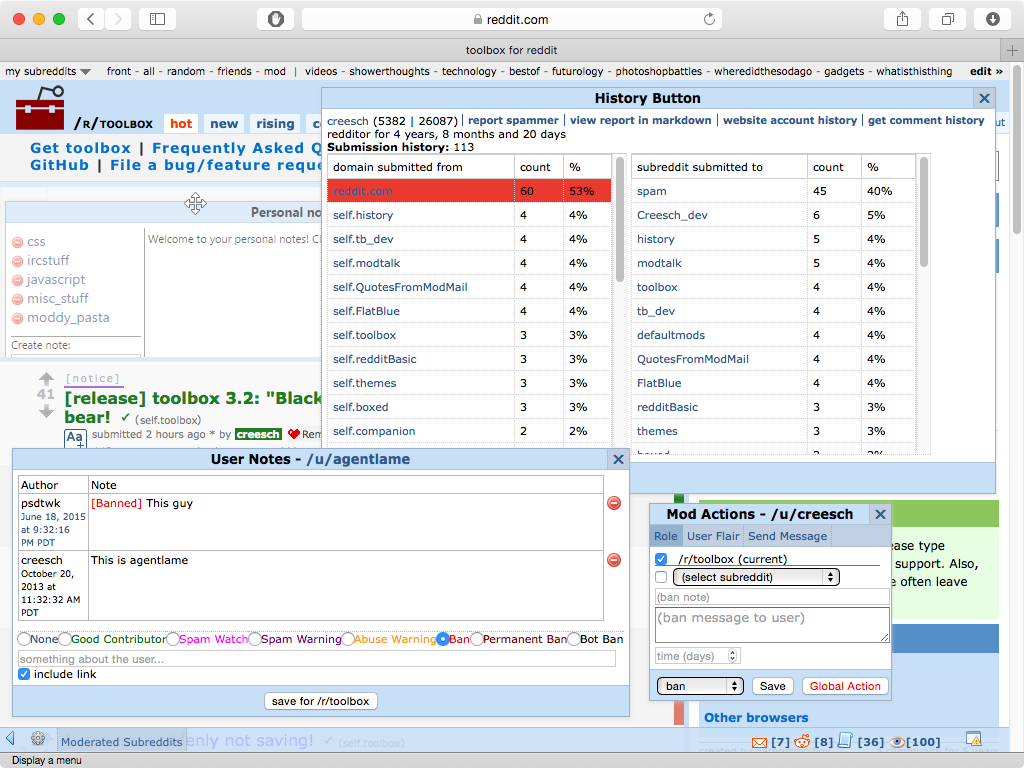 reddit.com
toolbox for reddit
my subreddits front - all - random - friends - mod | videos - showerthoughts - technology - bestof - futurology - photoshopbattles - wheredidthesodago - gadgets - whatisthisthing edit »
/R/TOOLBOX hot new rising
Get toolbox | Frequently Asked Q
GitHub | File a bug/feature reque
History Button
creesch (5382 | 26087) | report spammer | view report in markdown | website account history | get comment history
redditor for 4 years, 8 months and 20 days
Submission history: 113
domain submitted from count %
reddit.com 60 53%
self.history 4 4%
self.tb_dev 4 4%
self.modtalk 4 4%
self.QuotesFromModMail 4 4%
self.FlatBlue 4 4%
self.toolbox 3 3%
self.redditBasic 3 3%
self.themes 3 3%
self.boxed 3 3%
self.companion 2 2%
subreddit submitted to count %
spam 45 40%
Creesch_dev 6 5%
history 5 4%
modtalk 5 4%
toolbox 4 4%
tb_dev 4 4%
defaultmods 4 4%
QuotesFromModMail 4 4%
FlatBlue 4 4%
redditBasic 3 3%
themes 3 3%
boxed 3 3%
Personal no
css
ircstuff
javascript
misc_stuff
moddy_pasta
Create note:
Welcome to your personal notes! Cl
41
[notice]
[release] toolbox 3.2: "Black
bear! ✓ (self.toolbox)
Aa submitted 2 hours ago * by creesch Rem
User Notes - /u/agentlame
Author Note
psdtwk [Banned] This guy
June 18, 2015
at 9:32:16
PM PDT
creesch This is agentlame
October 20,
2013 at
11:32:32 AM
PDT
None Good Contributor Spam Watch Spam Warning Abuse Warning Ban Permanent Ban Bot Ban
something about the user...
include link
save for /r/toolbox
Mod Actions - /u/creesch
Role User Flair Send Message
/r/toolbox (current)
(select subreddit)
(ban note)
(ban message to user)
time (days)
ban Save Global Action
ease type
support. Also,
e often leave
Other browsers
Moderated Subreddits enly not saving! ✓ (self.toolbox)
[7] [8] [36] [100]
Display a menu